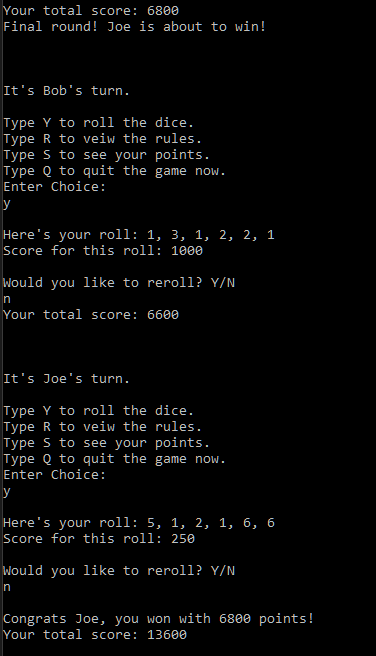 Your total score: 6800
Final round! Joe is about to win!
It's Bob's turn.
Type Y to roll the dice.
Type R to veiw the rules.
Type S to see your points.
Type Q to quit the game now.
Enter Choice:
y
Here's your roll: 1, 3, 1, 2, 2, 1
Score for this roll: 1000
Would you like to reroll? Y/N
n
Your total score: 6600
It's Joe's turn.
Type Y to roll the dice.
Type R to veiw the rules.
Type S to see your points.
Type Q to quit the game now.
Enter Choice:
y
Here's your roll: 5, 1, 2, 1, 6, 6
Score for this roll: 250
Would you like to reroll? Y/N
n
Congrats Joe, you won with 6800 points!
Your total score: 13600